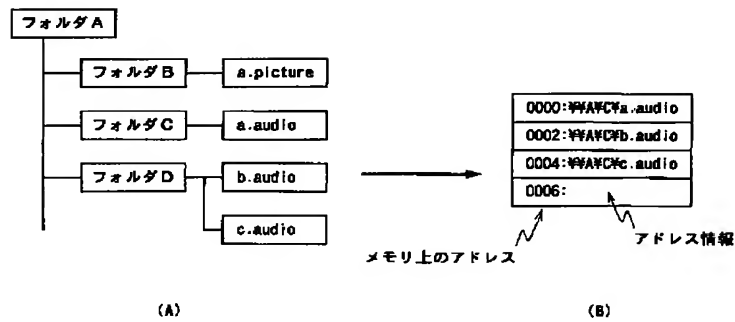 フォルダA
フォルダB
a.picture
フォルダC
a.audio
フォルダD
b.audio
c.audio
0000:¥¥A¥C¥a.audio
0002:¥¥A¥C¥b.audio
0004:¥¥A¥C¥c.audio
0006:
メモリ上のアドレス
アドレス情報
(A)
(B)